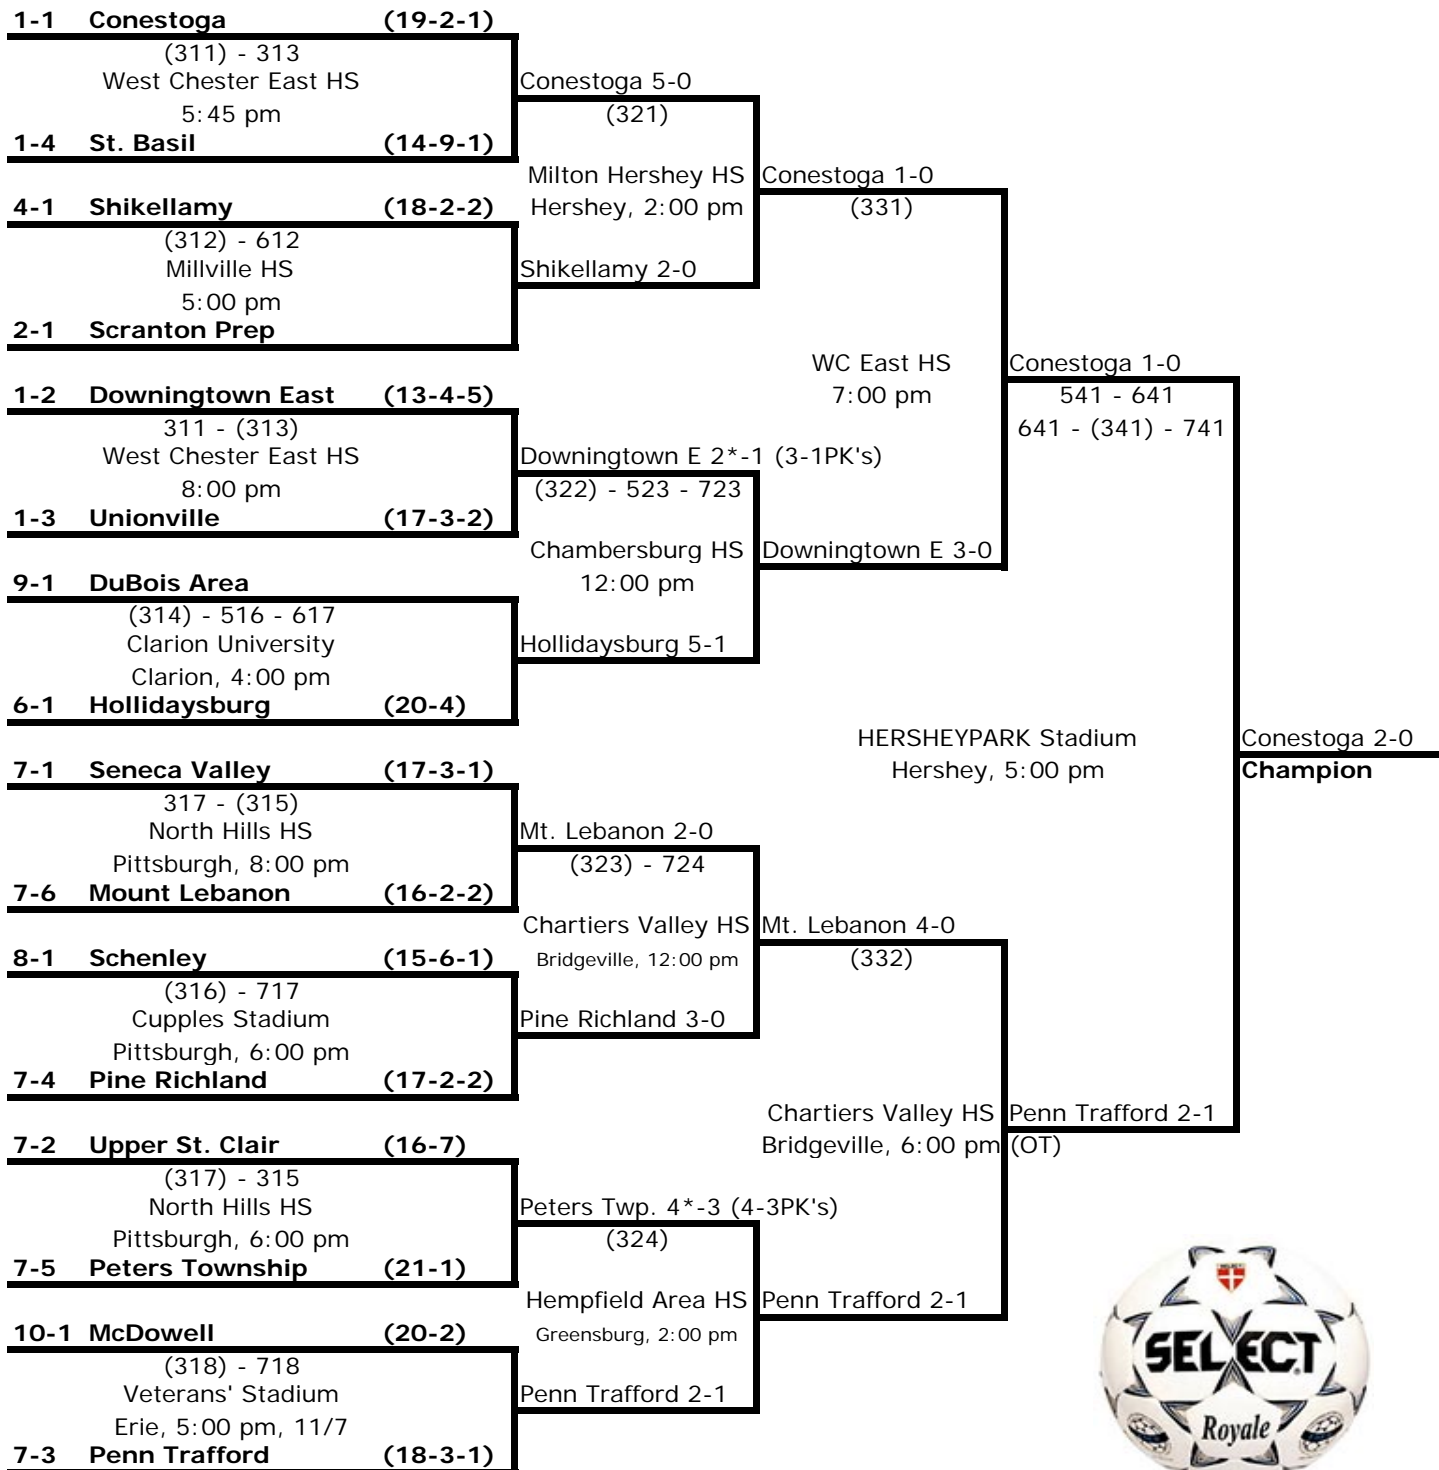 1-1 Conestoga (19-2-1)
(311) - 313
West Chester East HS
5:45 pm
1-4 St. Basil (14-9-1)
4-1 Shikellamy (18-2-2)
(312) - 612
Millville HS
5:00 pm
2-1 Scranton Prep
1-2 Downingtown East (13-4-5)
311 - (313)
West Chester East HS
8:00 pm
1-3 Unionville (17-3-2)
9-1 DuBois Area
(314) - 516 - 617
Clarion University
Clarion, 4:00 pm
6-1 Hollidaysburg (20-4)
7-1 Seneca Valley (17-3-1)
317 - (315)
North Hills HS
Pittsburgh, 8:00 pm
7-6 Mount Lebanon (16-2-2)
8-1 Schenley (15-6-1)
(316) - 717
Cupples Stadium
Pittsburgh, 6:00 pm
7-4 Pine Richland (17-2-2)
7-2 Upper St. Clair (16-7)
(317) - 315
North Hills HS
Pittsburgh, 6:00 pm
7-5 Peters Township (21-1)
10-1 McDowell (20-2)
(318) - 718
Veterans' Stadium
Erie, 5:00 pm, 11/7
7-3 Penn Trafford (18-3-1)
Conestoga 5-0
(321)
Milton Hershey HS
Hershey, 2:00 pm
Shikellamy 2-0
Downingtown E 2*-1 (3-1PK's)
(322) - 523 - 723
Chambersburg HS
12:00 pm
Hollidaysburg 5-1
Mt. Lebanon 2-0
(323) - 724
Chartiers Valley HS
Bridgeville, 12:00 pm
Pine Richland 3-0
Peters Twp. 4*-3 (4-3PK's)
(324)
Hempfield Area HS
Greensburg, 2:00 pm
Penn Trafford 2-1
Conestoga 1-0
(331)
WC East HS
7:00 pm
Downingtown E 3-0
Mt. Lebanon 4-0
(332)
Chartiers Valley HS
Bridgeville, 6:00 pm
Penn Trafford 2-1
Conestoga 1-0
541 - 641
641 - (341) - 741
HERSHEYPARK Stadium
Hershey, 5:00 pm
Penn Trafford 2-1
(OT)
Conestoga 2-0
Champion
SELECT
Royale